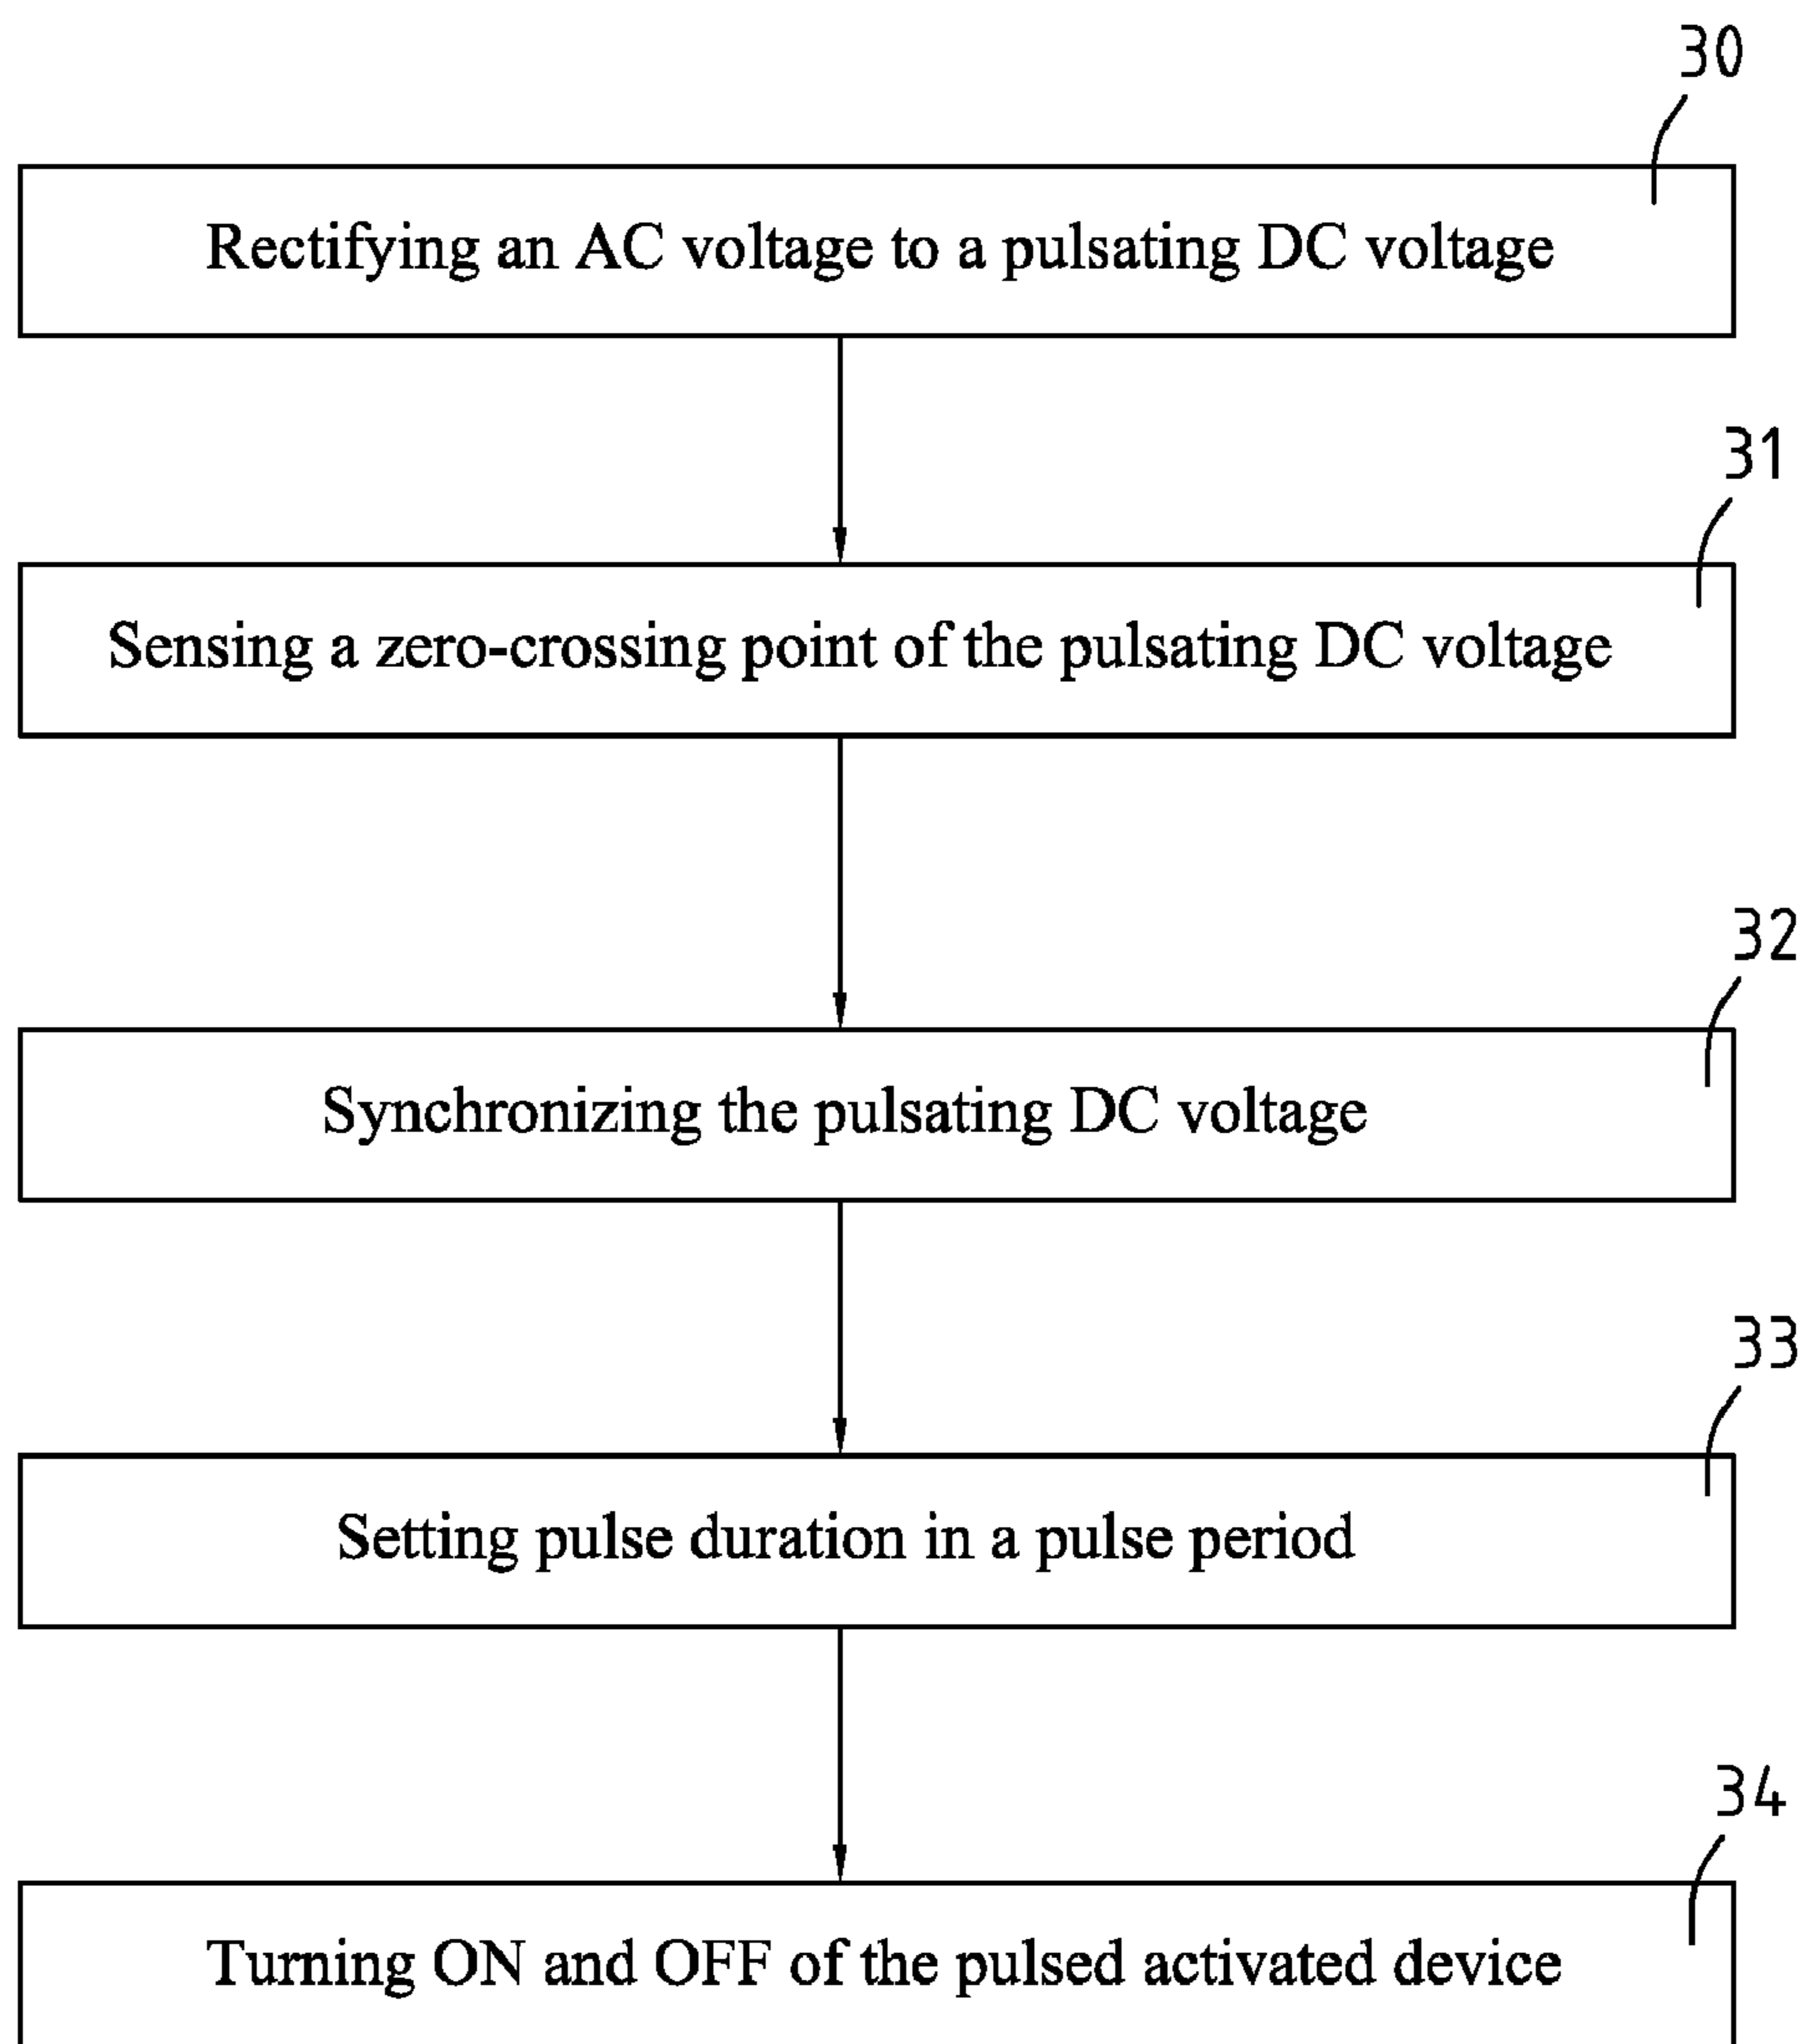 30
Rectifying an AC voltage to a pulsating DC voltage
31
Sensing a zero-crossing point of the pulsating DC voltage
32
Synchronizing the pulsating DC voltage
33
Setting pulse duration in a pulse period
34
Turning ON and OFF of the pulsed activated device